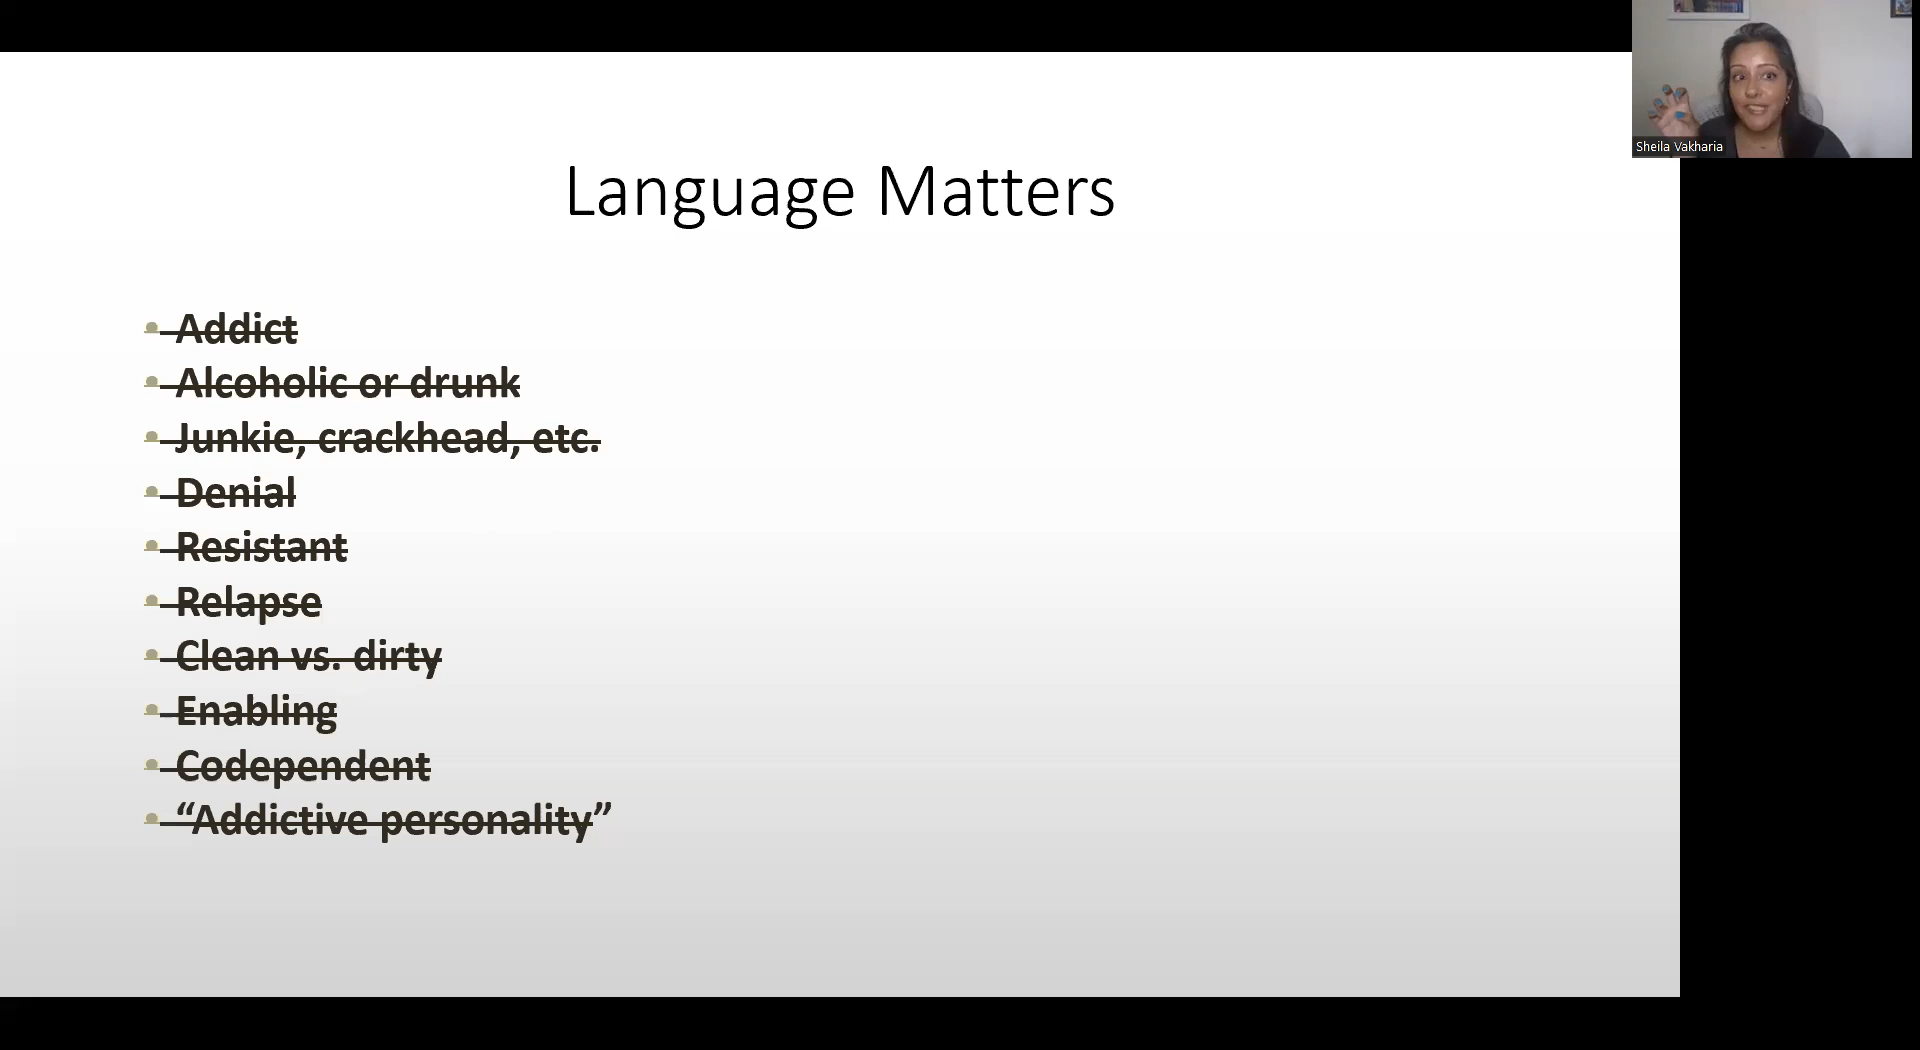 Language Matters
Sheila Vakharia
• Addict
• Alcoholic or drunk
• Junkie, crackhead, etc.
• Denial
• Resistant
• Relapse
• Clean vs. dirty
• Enabling
• Codependent
• “Addictive personality”